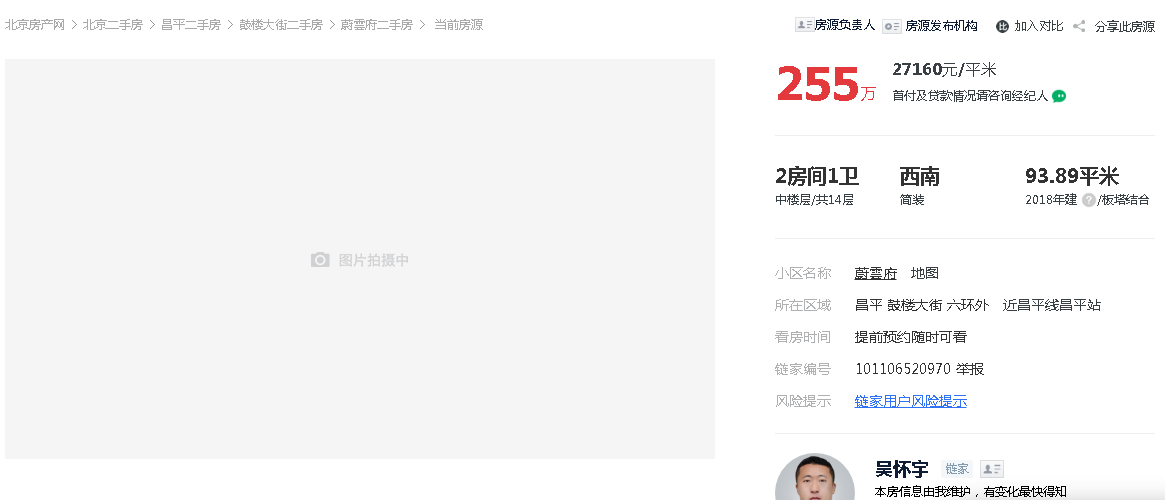 北京房产网 > 北京二手房 > 昌平二手房 > 鼓楼大街二手房 > 蔚雲府二手房 > 当前房源
房源负责人 房源发布机构 加入对比 分享此房源
255万
27160元/平米
首付及贷款情况请咨询经纪人
图片拍摄中
2房间1卫 西南 93.89平米
中楼层/共14层 简装 2018年建 ? /板塔结合
小区名称 蔚雲府 地图
所在区域 昌平 鼓楼大街 六环外 近昌平线昌平站
看房时间 提前预约随时可看
链家编号 101106520970 举报
风险提示 链家用户风险提示
吴怀宇 链家
本房信息由我维护，有变化最快得知